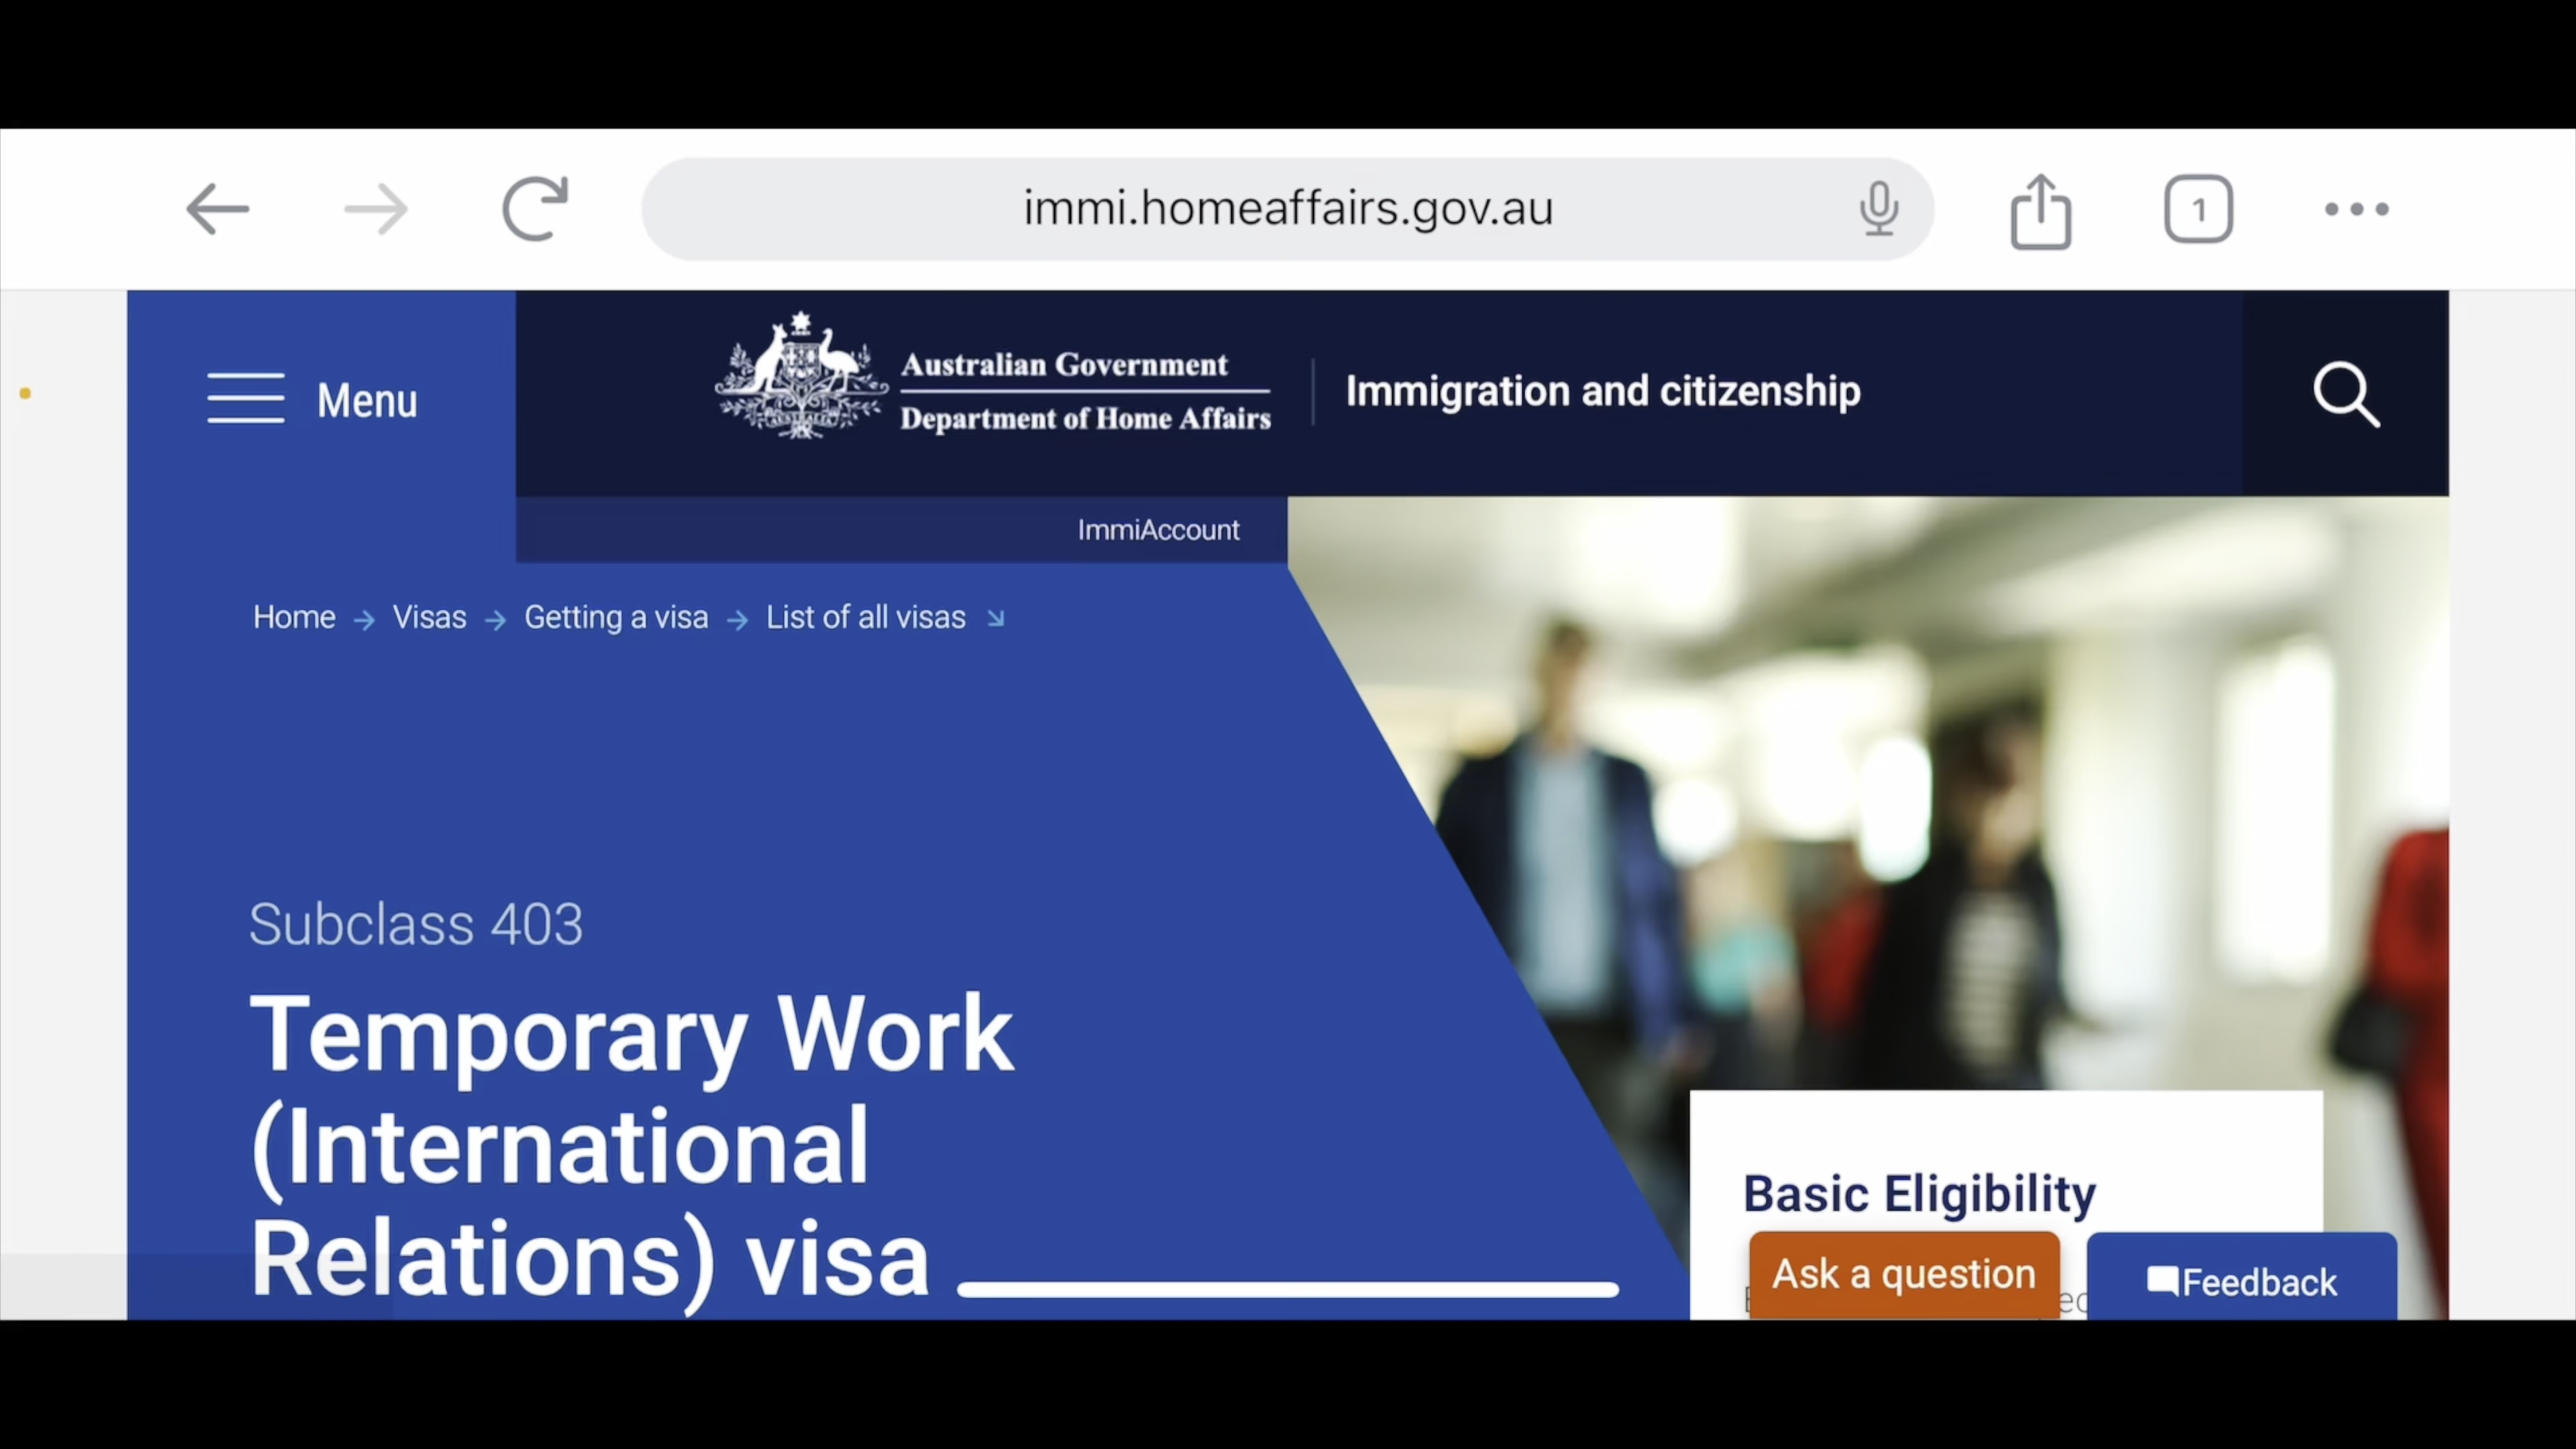 immi.homeaffairs.gov.au
1
Menu
Australian Government
Department of Home Affairs
Immigration and citizenship
ImmiAccount
Home → Visas → Getting a visa → List of all visas ↘
Subclass 403
Temporary Work
(International
Relations) visa
Basic Eligibility
Ask a question
Feedback